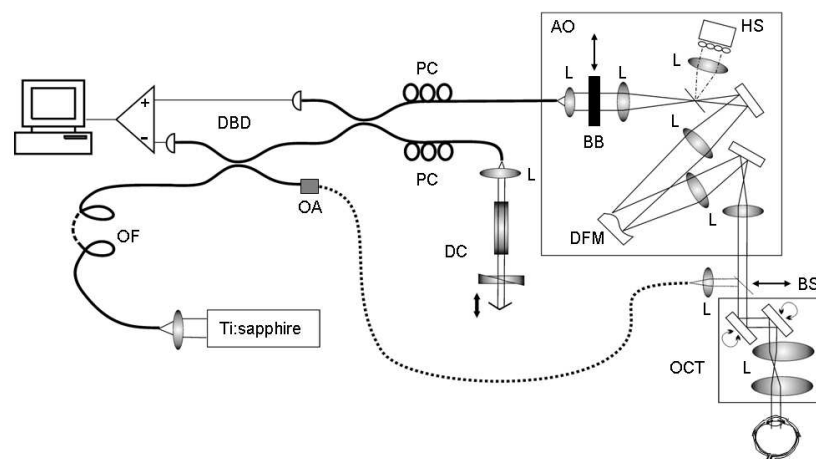 AO
HS
L
PC
L
L
+
DBD
BB
L
-
PC
L
OA
L
DFM
OF
DC
BS
L
Ti:sapphire
OCT
L